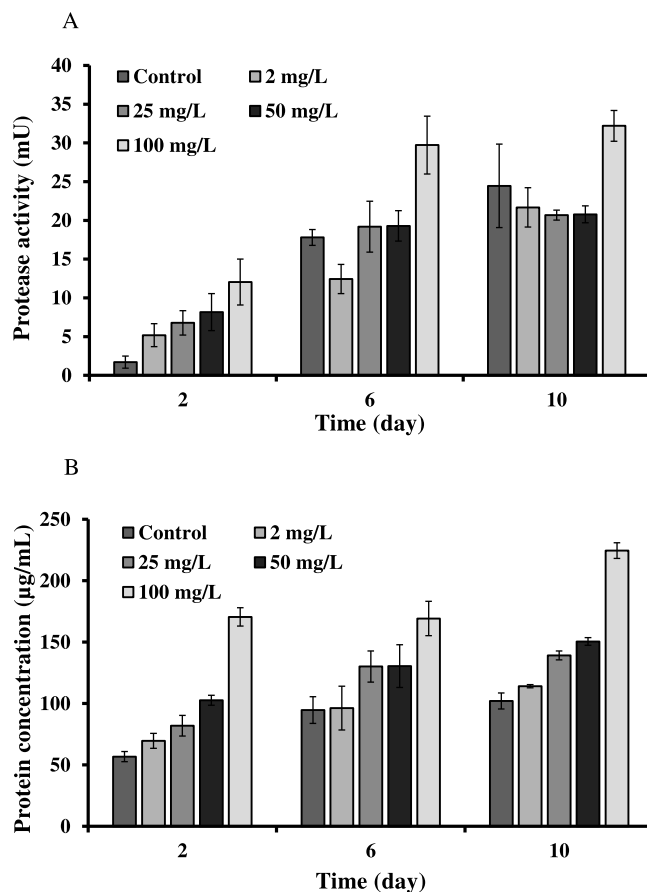 A
40
35
30
25
20
15
10
5
0
Protease activity (mU)
Control 2 mg/L
25 mg/L 50 mg/L
100 mg/L
2 6 10
Time (day)
B
250
200
150
100
50
0
Protein concentration (µg/mL)
Control 2 mg/L
25 mg/L 50 mg/L
100 mg/L
2 6 10
Time (day)